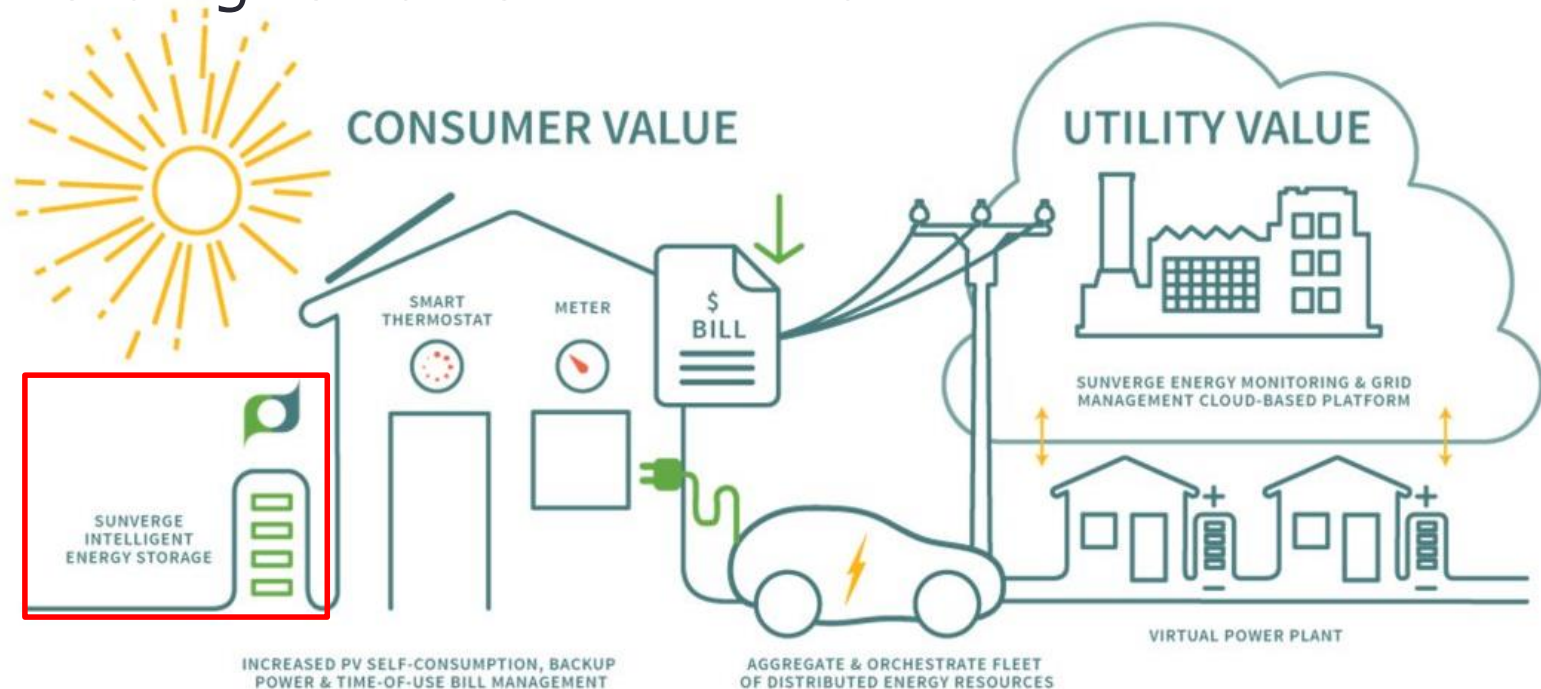 CONSUMER VALUE
UTILITY VALUE
SMART
THERMOSTAT
METER
$
BILL
SUNVERGE ENERGY MONITORING & GRID
MANAGEMENT CLOUD-BASED PLATFORM
SUNVERGE
INTELLIGENT
ENERGY STORAGE
INCREASED PV SELF-CONSUMPTION, BACKUP
POWER & TIME-OF-USE BILL MANAGEMENT
AGGREGATE & ORCHESTRATE FLEET
OF DISTRIBUTED ENERGY RESOURCES
VIRTUAL POWER PLANT